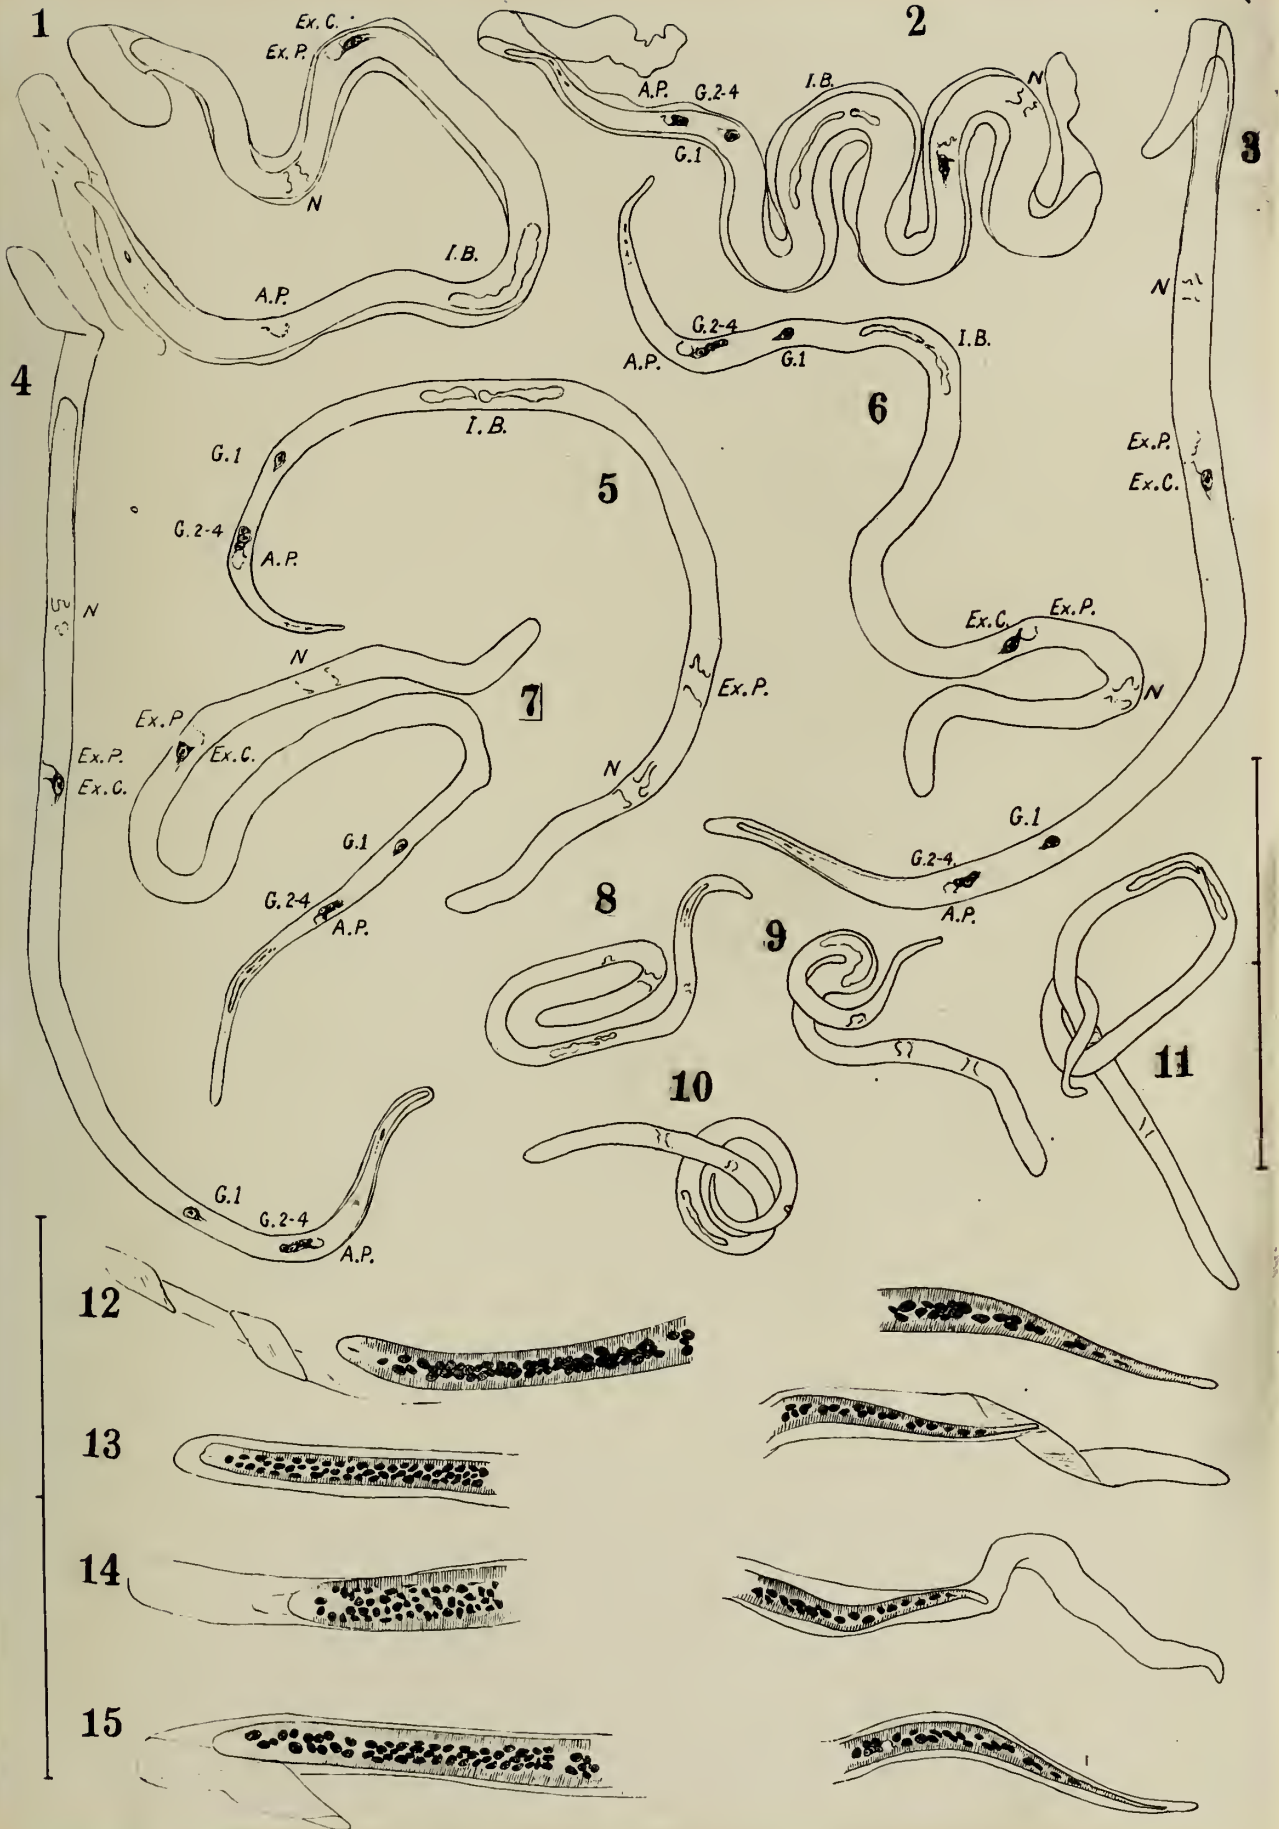 1
Ex. C.
Ex. P.
N
I.B.
A.P.
2
A.P.
G.2-4
G.1
I.B.
N
3
N
Ex.P.
Ex.C.
G.1
G.2-4.
A.P.
4
N
Ex.P.
Ex.C.
G.1
G.2-4
A.P.
5
I.B.
G.1
G.2-4
A.P.
Ex.P.
N
6
G.2-4
A.P.
G.1
I.B.
Ex.C.
Ex.P.
N
7
N
Ex.P
Ex.C.
G.1
G.2-4
A.P.
8
9
10
11
12
13
14
15